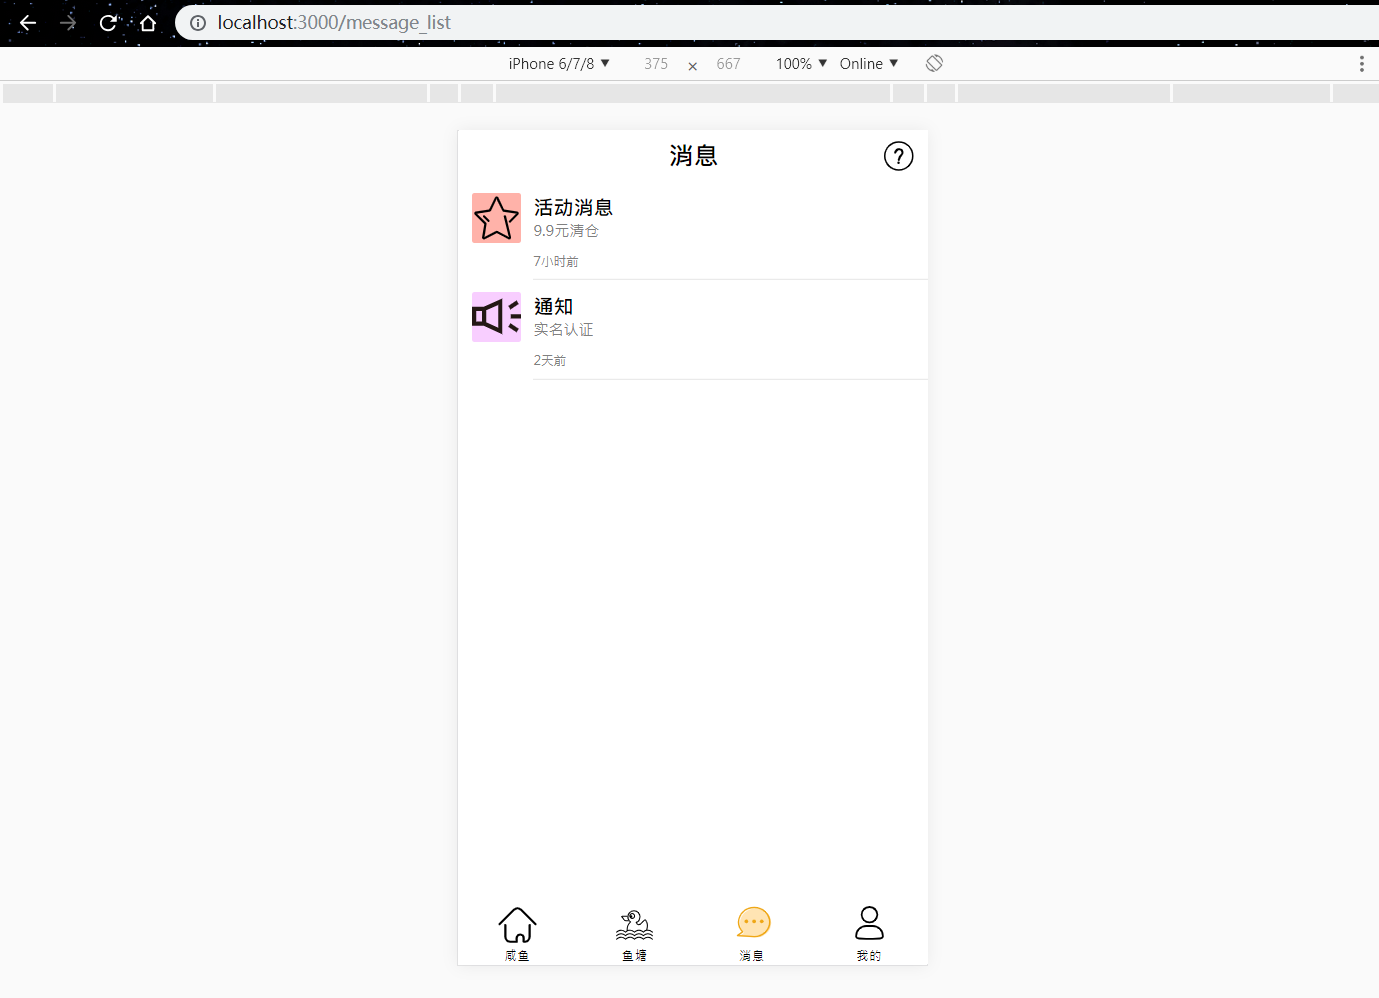 localhost:3000/message_list
iPhone 6/7/8 ▼ 375 × 667 100% ▼ Online ▼
消息
?
活动消息
9.9元清仓
7小时前
通知
实名认证
2天前
咸鱼 鱼塘 消息 我的